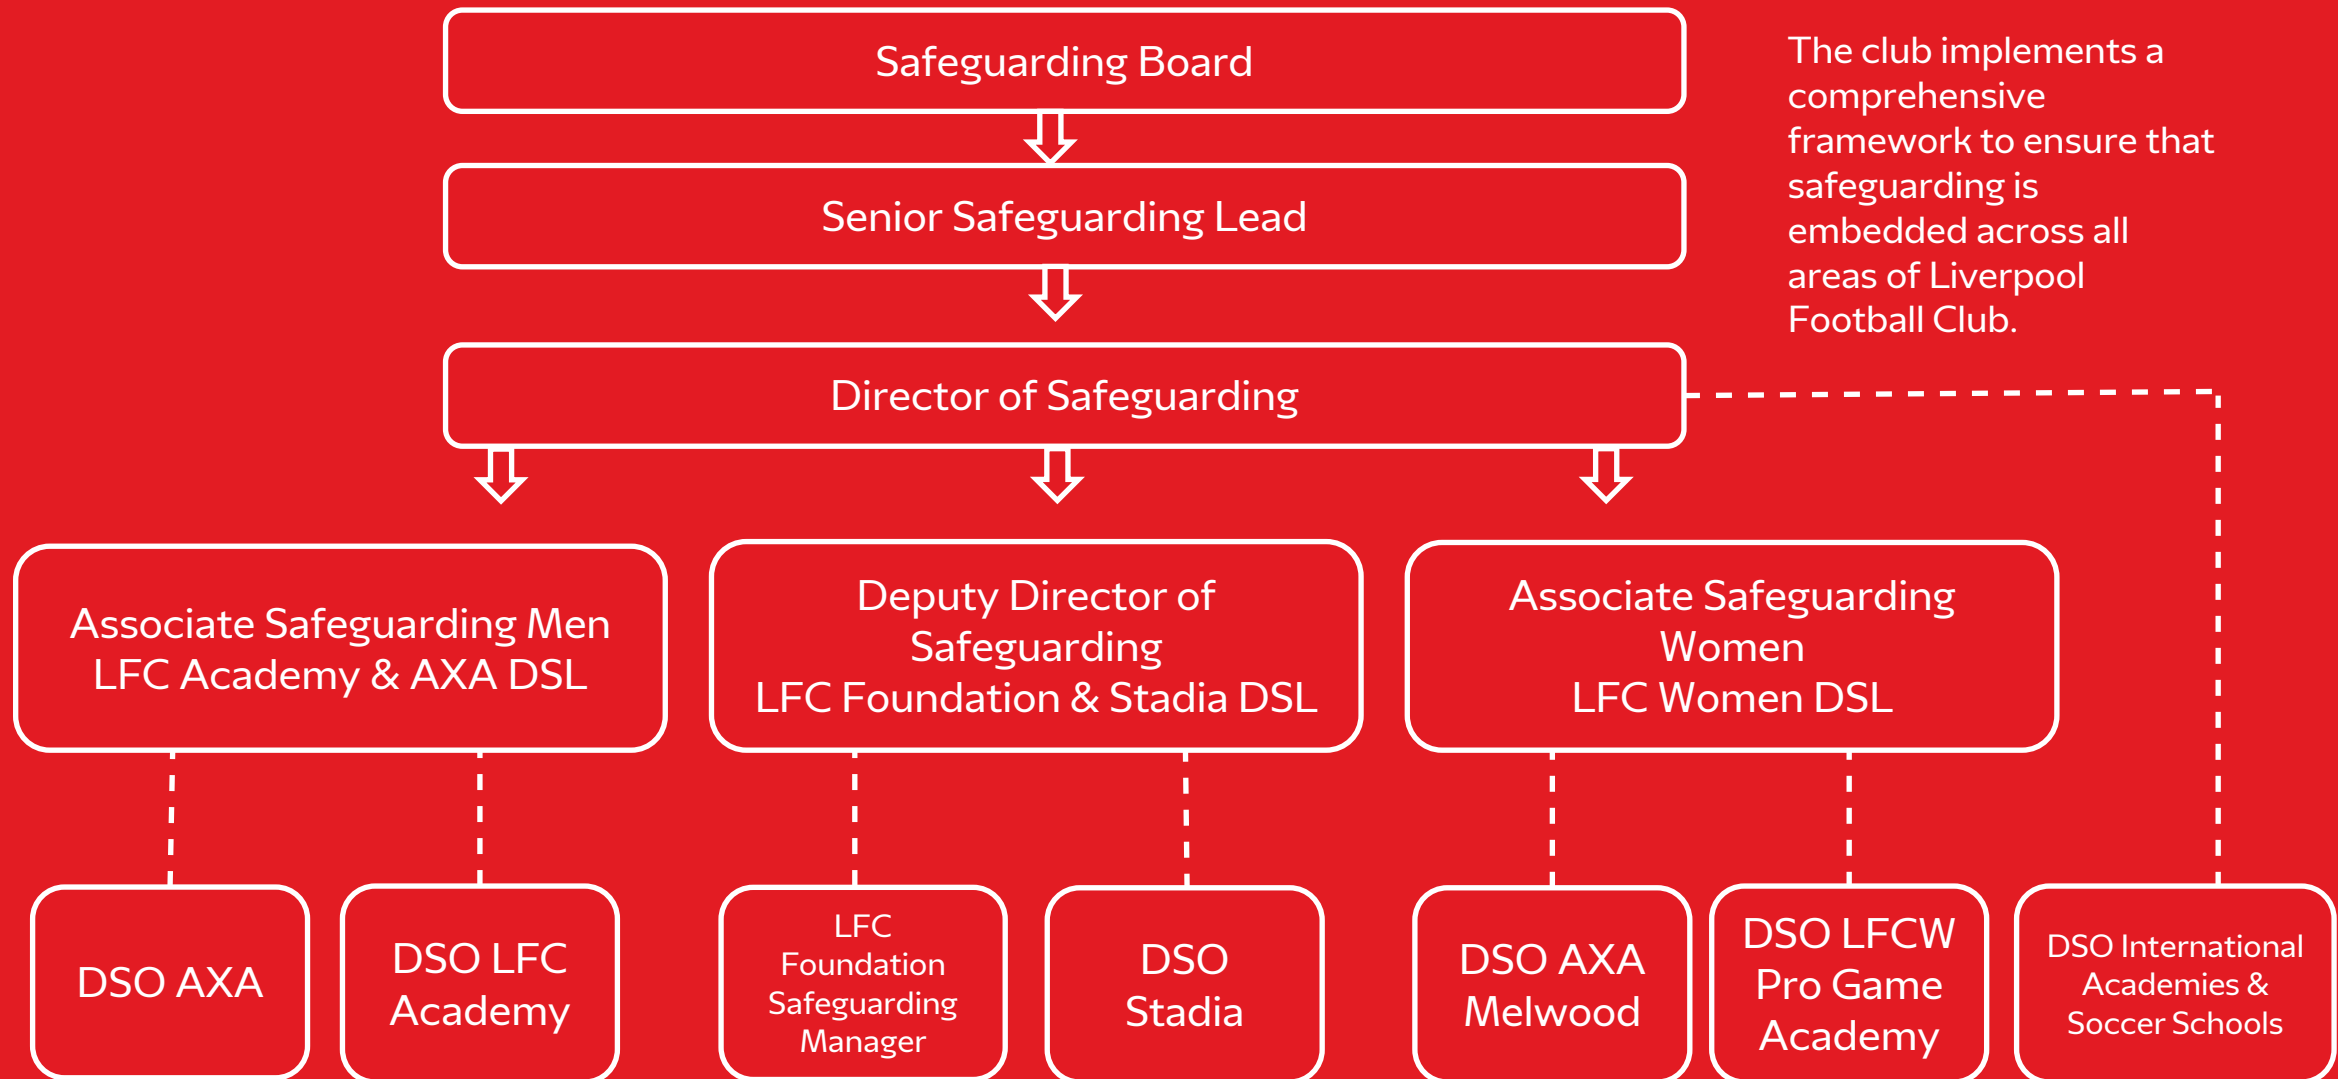 Safeguarding Board
The club implements a
comprehensive
framework to ensure that
safeguarding is
embedded across all
areas of Liverpool
Football Club.
Senior Safeguarding Lead
Director of Safeguarding
Associate Safeguarding Men
LFC Academy & AXA DSL
Deputy Director of
Safeguarding
LFC Foundation & Stadia DSL
Associate Safeguarding
Women
LFC Women DSL
DSO AXA
DSO LFC
Academy
LFC
Foundation
Safeguarding
Manager
DSO
Stadia
DSO AXA
Melwood
DSO LFCW
Pro Game
Academy
DSO International
Academies &
Soccer Schools